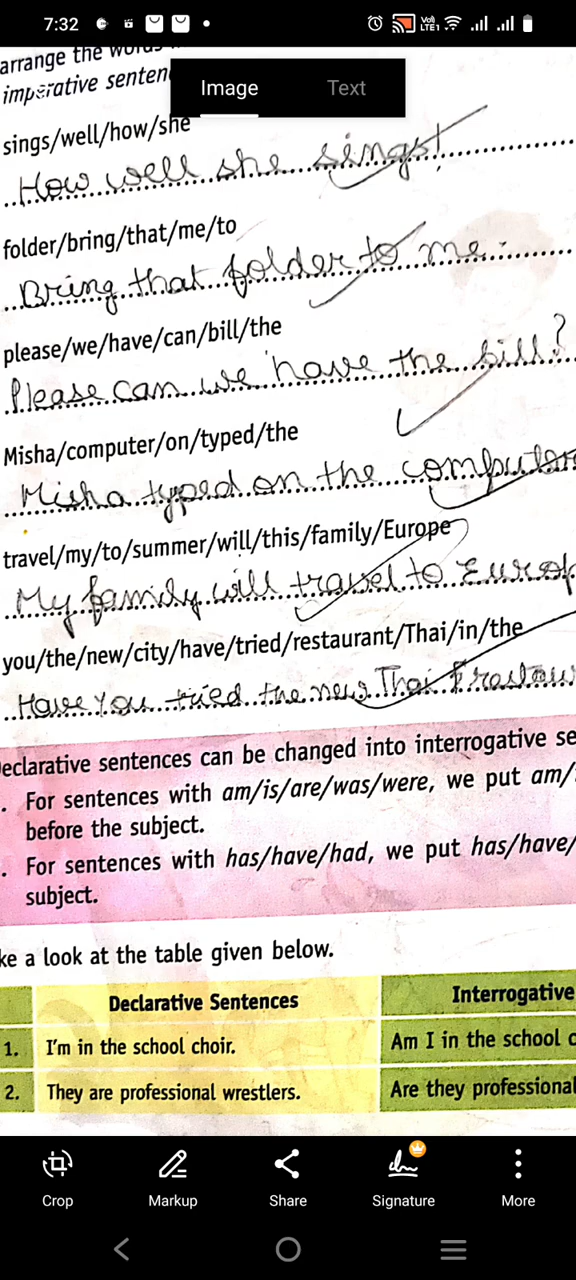 7:32
Vo) LTE1
arrange the words
imperative senten
Image Text
sings/well/how/she
How well she sings!
folder/bring/that/me/to
Bring that folder to me.
please/we/have/can/bill/the
Please can we have the bill?
Misha/computer/on/typed/the
Misha typed on the computer
travel/my/to/summer/will/this/family/Europe
My family will travel to Europ
you/the/new/city/have/tried/restaurant/Thai/in/the
Have You tried the new Thai
Declarative sentences can be changed into interrogative se
. For sentences with am/is/are/was/were, we put am/
before the subject.
. For sentences with has/have/had, we put has/have/
subject.
ke a look at the table given below.
Declarative Sentences Interrogative
1. I'm in the school choir. Am I in the school c
2. They are professional wrestlers. Are they professional
Crop Markup Share Signature More